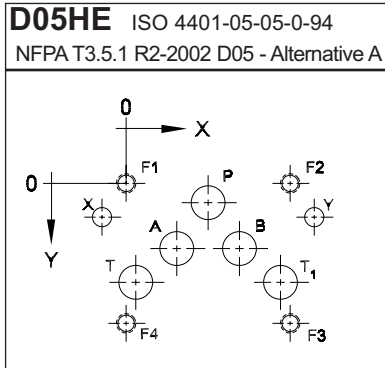 D05HE ISO 4401-05-05-0-94
NFPA T3.5.1 R2-2002 D05 - Alternative A
0
X
0
F1
F2
P
X
Y
A
B
Y
T
T1
F4
F3